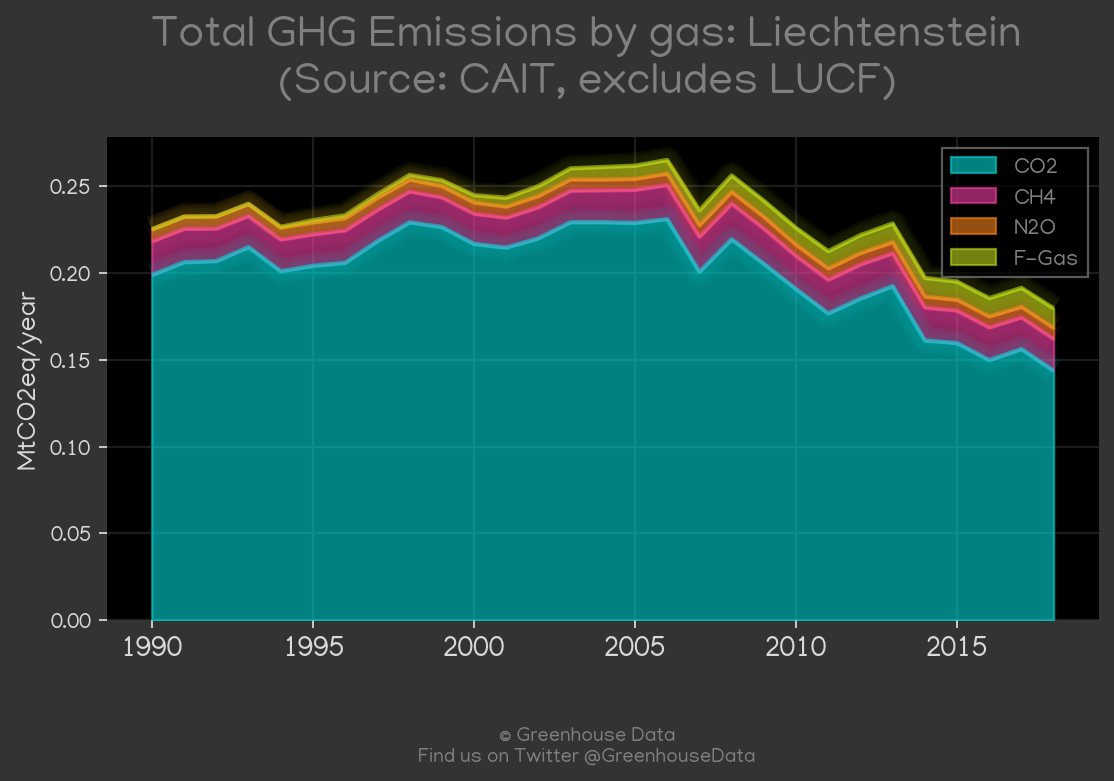 Total GHG Emissions by gas: Liechtenstein
(Source: CAIT, excludes LUCF)
CO2
CH4
N2O
F-Gas
MtCO2eq/year
0.25
0.20
0.15
0.10
0.05
0.00
1990 1995 2000 2005 2010 2015
© Greenhouse Data
Find us on Twitter @GreenhouseData